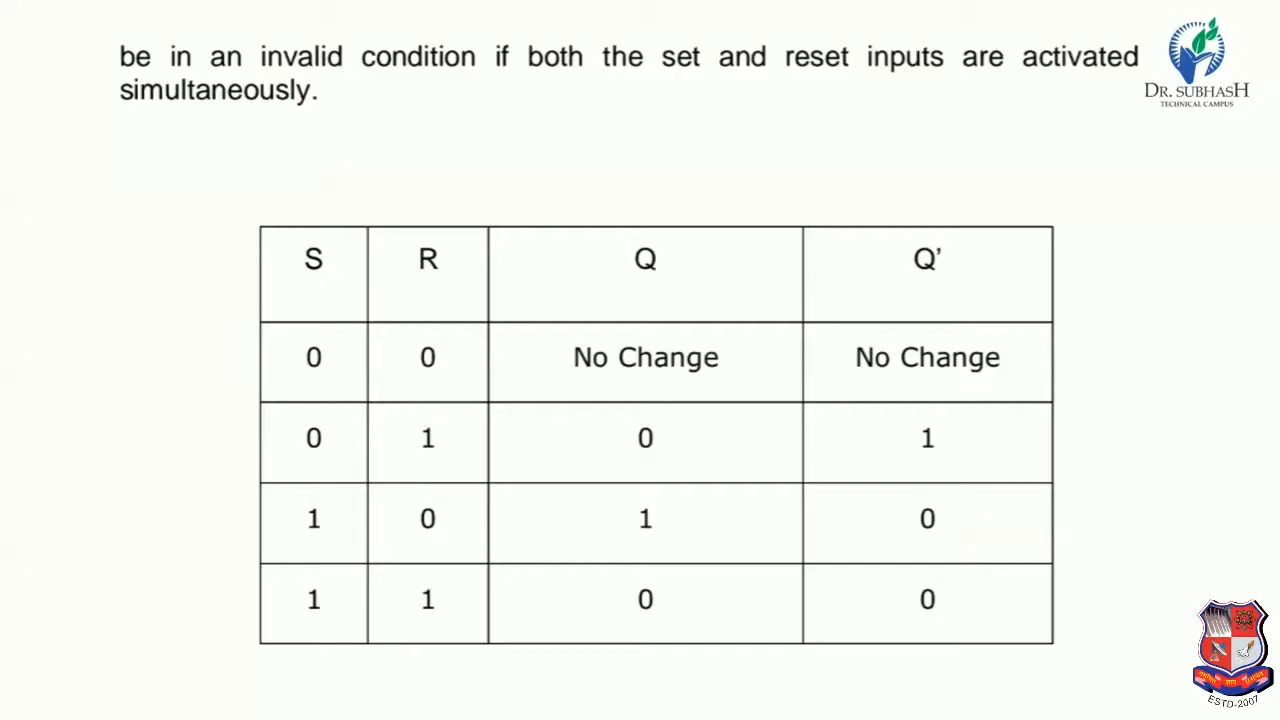 be in an invalid condition if both the set and reset inputs are activated
simultaneously.
DR. SUBHASH
TECHNICAL CAMPUS
S R Q Q’
0 0 No Change No Change
0 1 0 1
1 0 1 0
1 1 0 0
ESTD-2007